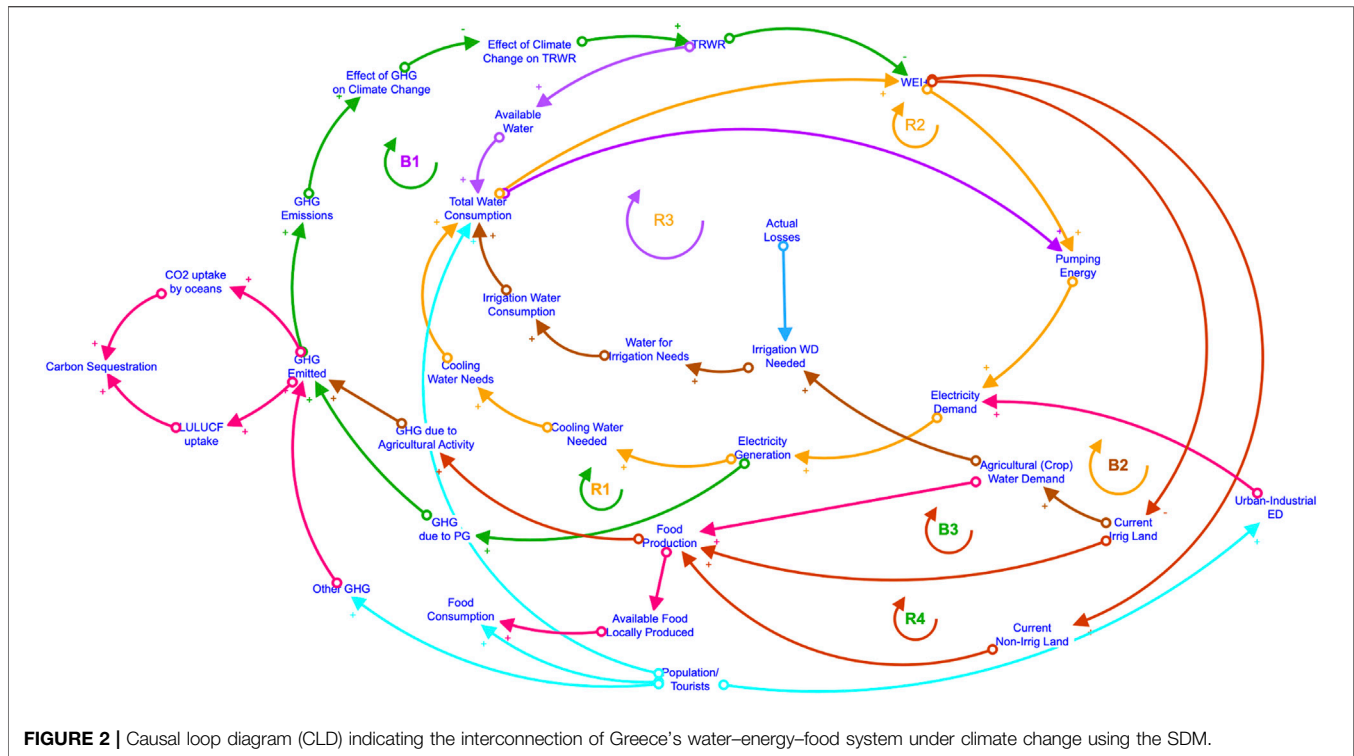 Effect of Climate
Change on TRWR
TRWR
Effect of GHG
on Climate Change
WEI+
Available
Water
R2
B1
GHG
Emissions
Total Water
Consumption
R3
Actual
Losses
Pumping
Energy
CO2 uptake
by oceans
Irrigation Water
Consumption
Water for
Irrigation Needs
Irrigation WD
Needed
Carbon Sequestration
GHG
Emitted
Cooling
Water Needs
Electricity
Demand
LULUCF
uptake
GHG due to
Agricultural Activity
Cooling Water
Needed
Electricity
Generation
Agricultural (Crop)
Water Demand
B2
R1
Urban-Industrial
ED
GHG
due to PG
Food
Production
B3
Current
Irrig Land
Other GHG
Food
Consumption
Available Food
Locally Produced
R4
Current
Non-Irrig Land
Population/
Tourists
FIGURE 2 | Causal loop diagram (CLD) indicating the interconnection of Greece's water–energy–food system under climate change using the SDM.